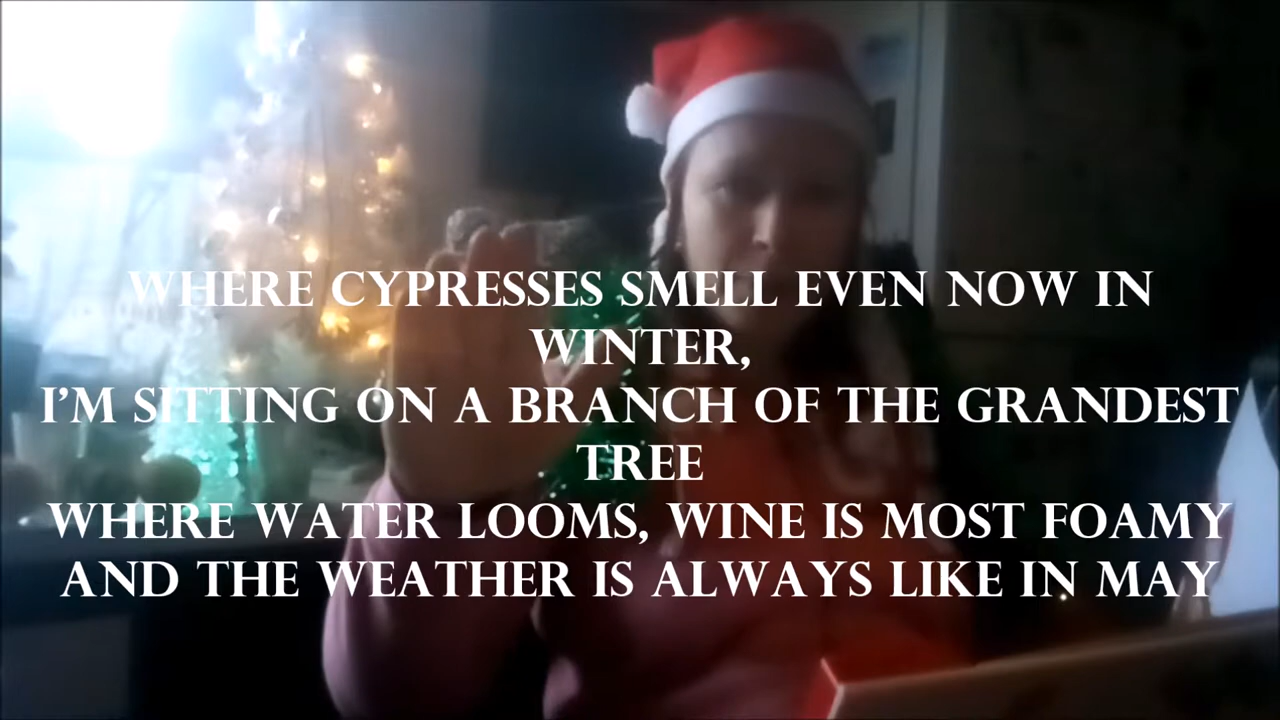 WHERE CYPRESSES SMELL EVEN NOW IN
WINTER,
I'M SITTING ON A BRANCH OF THE GRANDEST
TREE
WHERE WATER LOOMS, WINE IS MOST FOAMY
AND THE WEATHER IS ALWAYS LIKE IN MAY